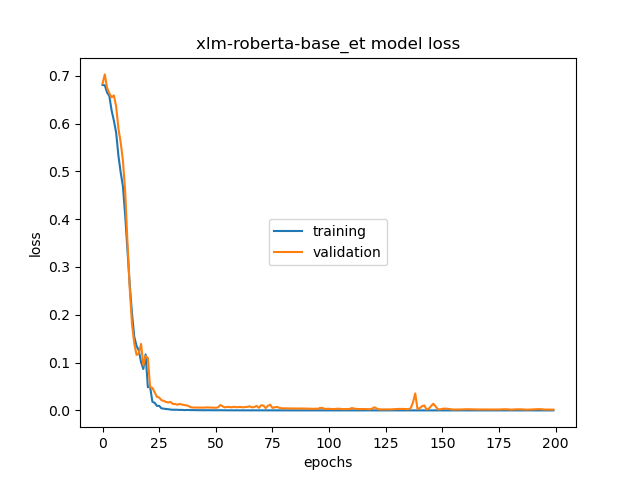 xlm-roberta-base_et model loss
0.7
0.6
0.5
0.4
0.3
0.2
0.1
0.0
loss
training
validation
0 25 50 75 100 125 150 175 200
epochs